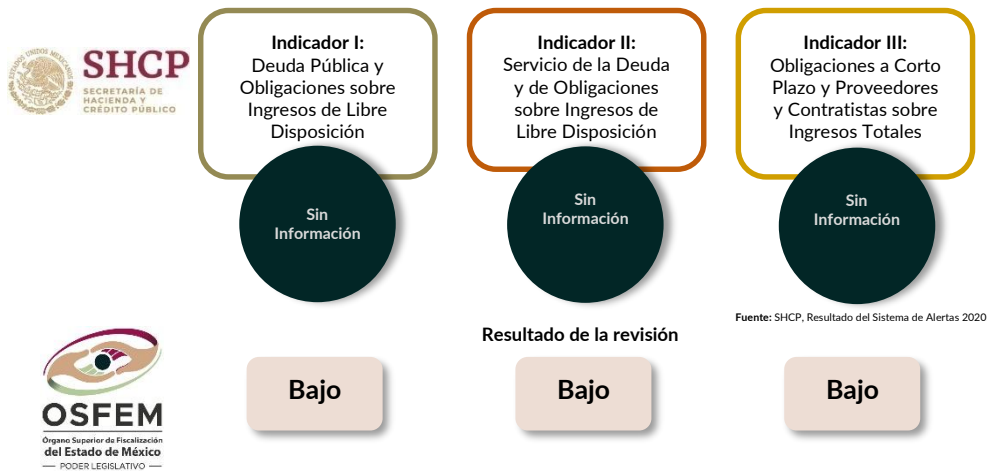 SHCP
SECRETARÍA DE
HACIENDA Y
CRÉDITO PÚBLICO
ESTADOS UNIDOS MEXICANOS
Indicador I:
Deuda Pública y
Obligaciones sobre
Ingresos de Libre
Disposición
Sin
Información
Indicador II:
Servicio de la Deuda
y de Obligaciones
sobre Ingresos de
Libre Disposición
Sin
Información
Indicador III:
Obligaciones a Corto
Plazo y Proveedores
y Contratistas sobre
Ingresos Totales
Sin
Información
Fuente: SHCP, Resultado del Sistema de Alertas 2020
Resultado de la revisión
OSFEM
Órgano Superior de Fiscalización
del Estado de México
PODER LEGISLATIVO
Bajo
Bajo
Bajo